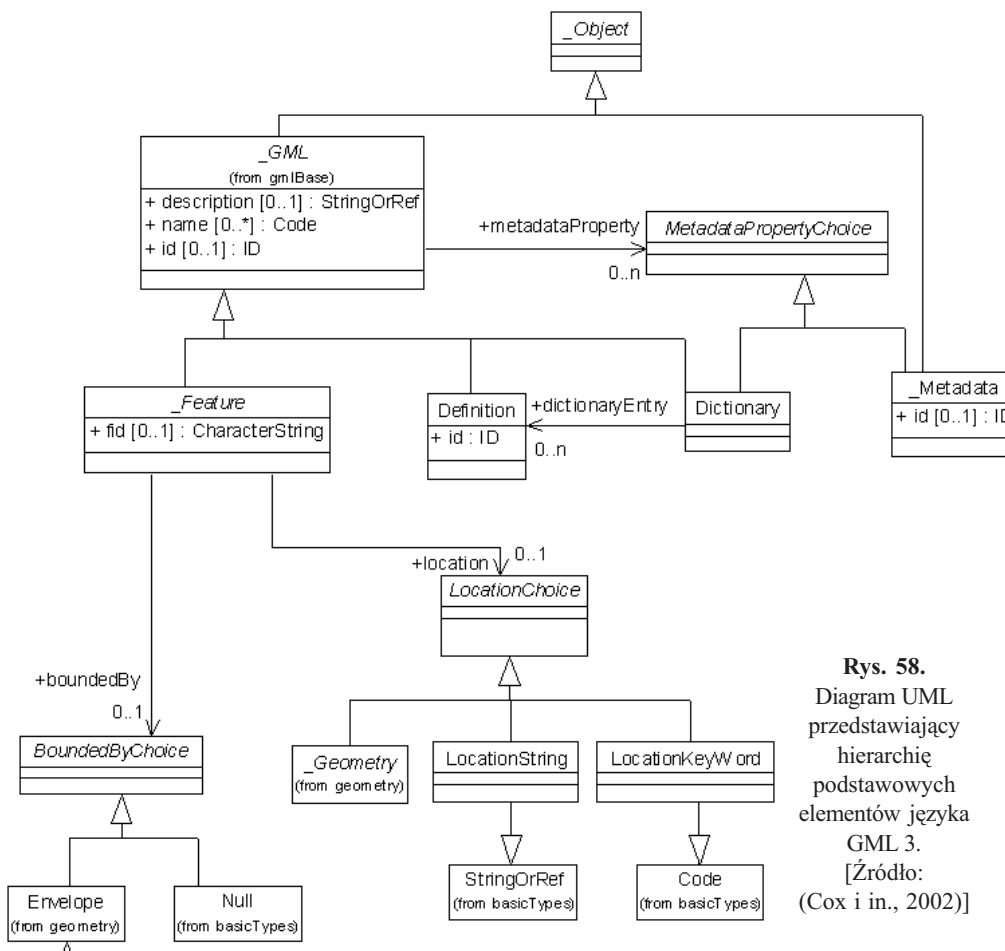 _Object
_GML
(from gmlBase)
+ description [0..1] : StringOrRef
+ name [0..*] : Code
+ id [0..1] : ID
+metadataProperty
0..n
MetadataPropertyChoice
_Feature
+ fid [0..1] : CharacterString
Definition
+ id : ID
+dictionaryEntry
0..n
Dictionary
_Metadata
+ id [0..1] : ID
+location
0..1
LocationChoice
+boundedBy
0..1
BoundedByChoice
_Geometry
(from geometry)
LocationString
LocationKeyWord
StringOrRef
(from basicTypes)
Code
(from basicTypes)
Envelope
(from geometry)
Null
(from basicTypes)
Rys. 58.
Diagram UML
przedstawiający
hierarchię
podstawowych
elementów języka
GML 3.
[Źródło:
(Cox i in., 2002)]